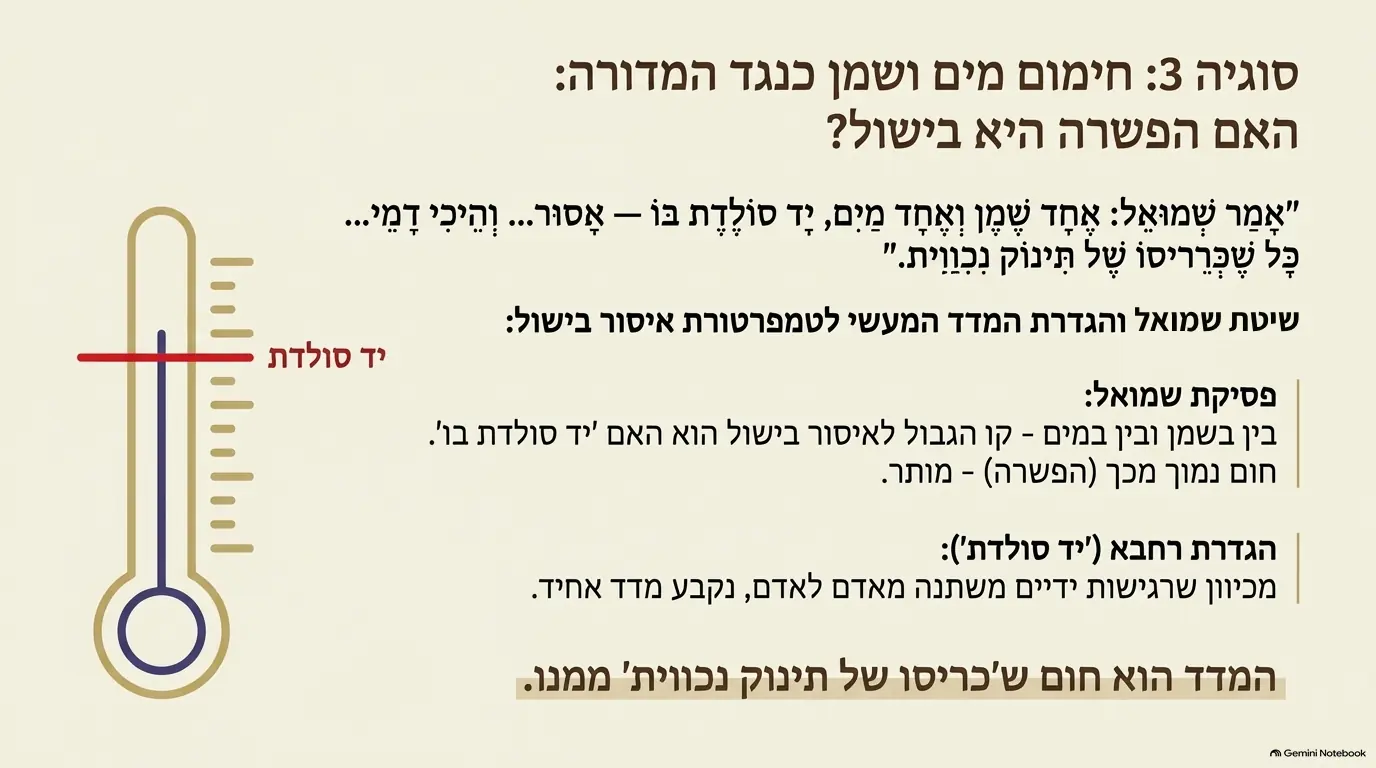 סוגיה 3: חימום מים ושמן כנגד המדורה:
האם הפשרה היא בישול?
"אָמַר שְׁמוּאֵל: אֶחָד שֶׁמֶן וְאֶחָד מַיִם, יָד סוֹלֶדֶת בּוֹ — אָסוּר... וְהֵיכִי דָמֵי...
כָּל שֶׁכְּרֵרִיסוֹ שֶׁל תִּינוֹק נִכְוֵוִית."
שיטת שמואל והגדרת המדד המעשי לטמפרטורת איסור בישול:
יד סולדת
פסיקת שמואל:
בין בשמן ובין במים - קו הגבול לאיסור בישול הוא האם 'יד סולדת בו'.
חום נמוך מכך (הפשרה) - מותר.
הגדרת רחבא ('יד סולדת'):
מכיוון שרגישות ידיים משתנה מאדם לאדם, נקבע מדד אחיד.
המדד הוא חום ש'כריסו של תינוק נכווית' ממנו.
Gemini Notebook